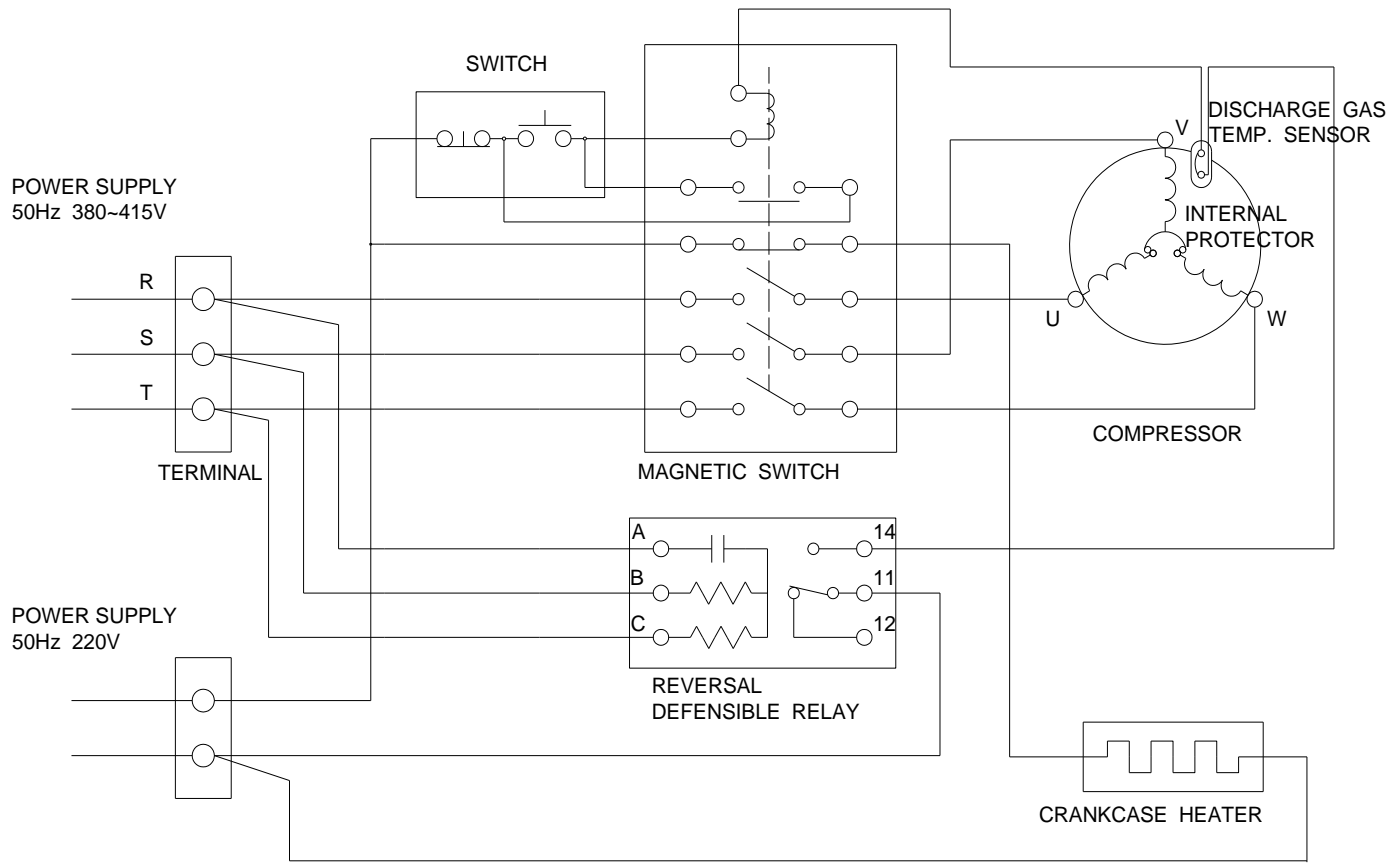 SWITCH
DISCHARGE GAS
TEMP. SENSOR
V
POWER SUPPLY
50Hz 380~415V
INTERNAL
PROTECTOR
R
U
W
S
T
COMPRESSOR
TERMINAL
MAGNETIC SWITCH
A
14
B
11
C
12
POWER SUPPLY
50Hz 220V
REVERSAL
DEFENSIBLE RELAY
CRANKCASE HEATER